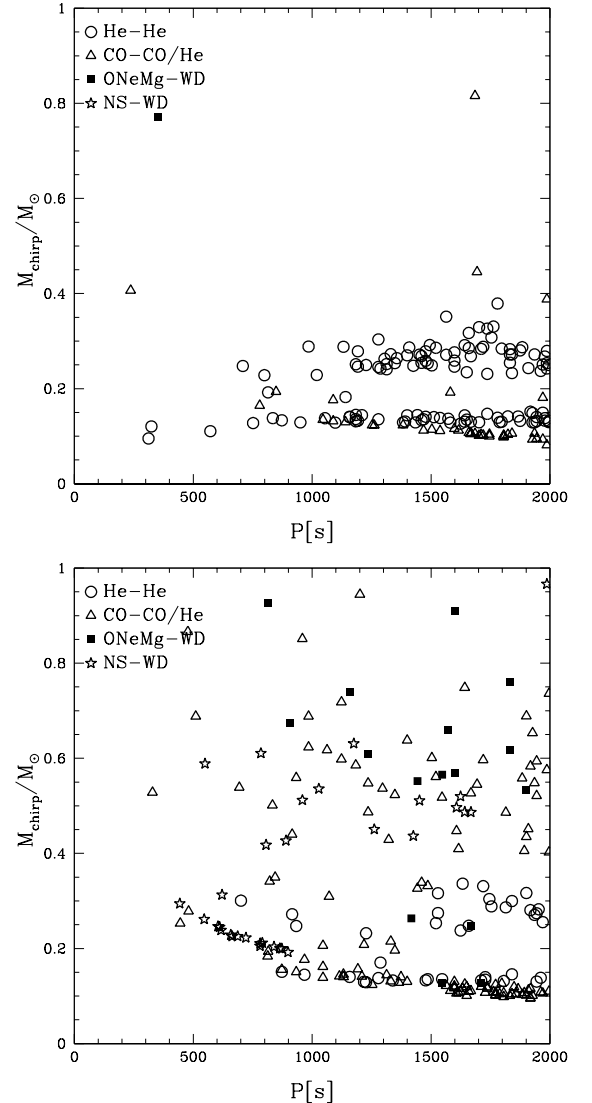 1
He-He
CO-CO/He
ONeMg-WD
NS-WD
0.8
0.6
M_chirp/M_⊙
0.4
0.2
0
0 500 1000 1500 2000
P[s]
1
He-He
CO-CO/He
ONeMg-WD
NS-WD
0.8
0.6
M_chirp/M_⊙
0.4
0.2
0
0 500 1000 1500 2000
P[s]